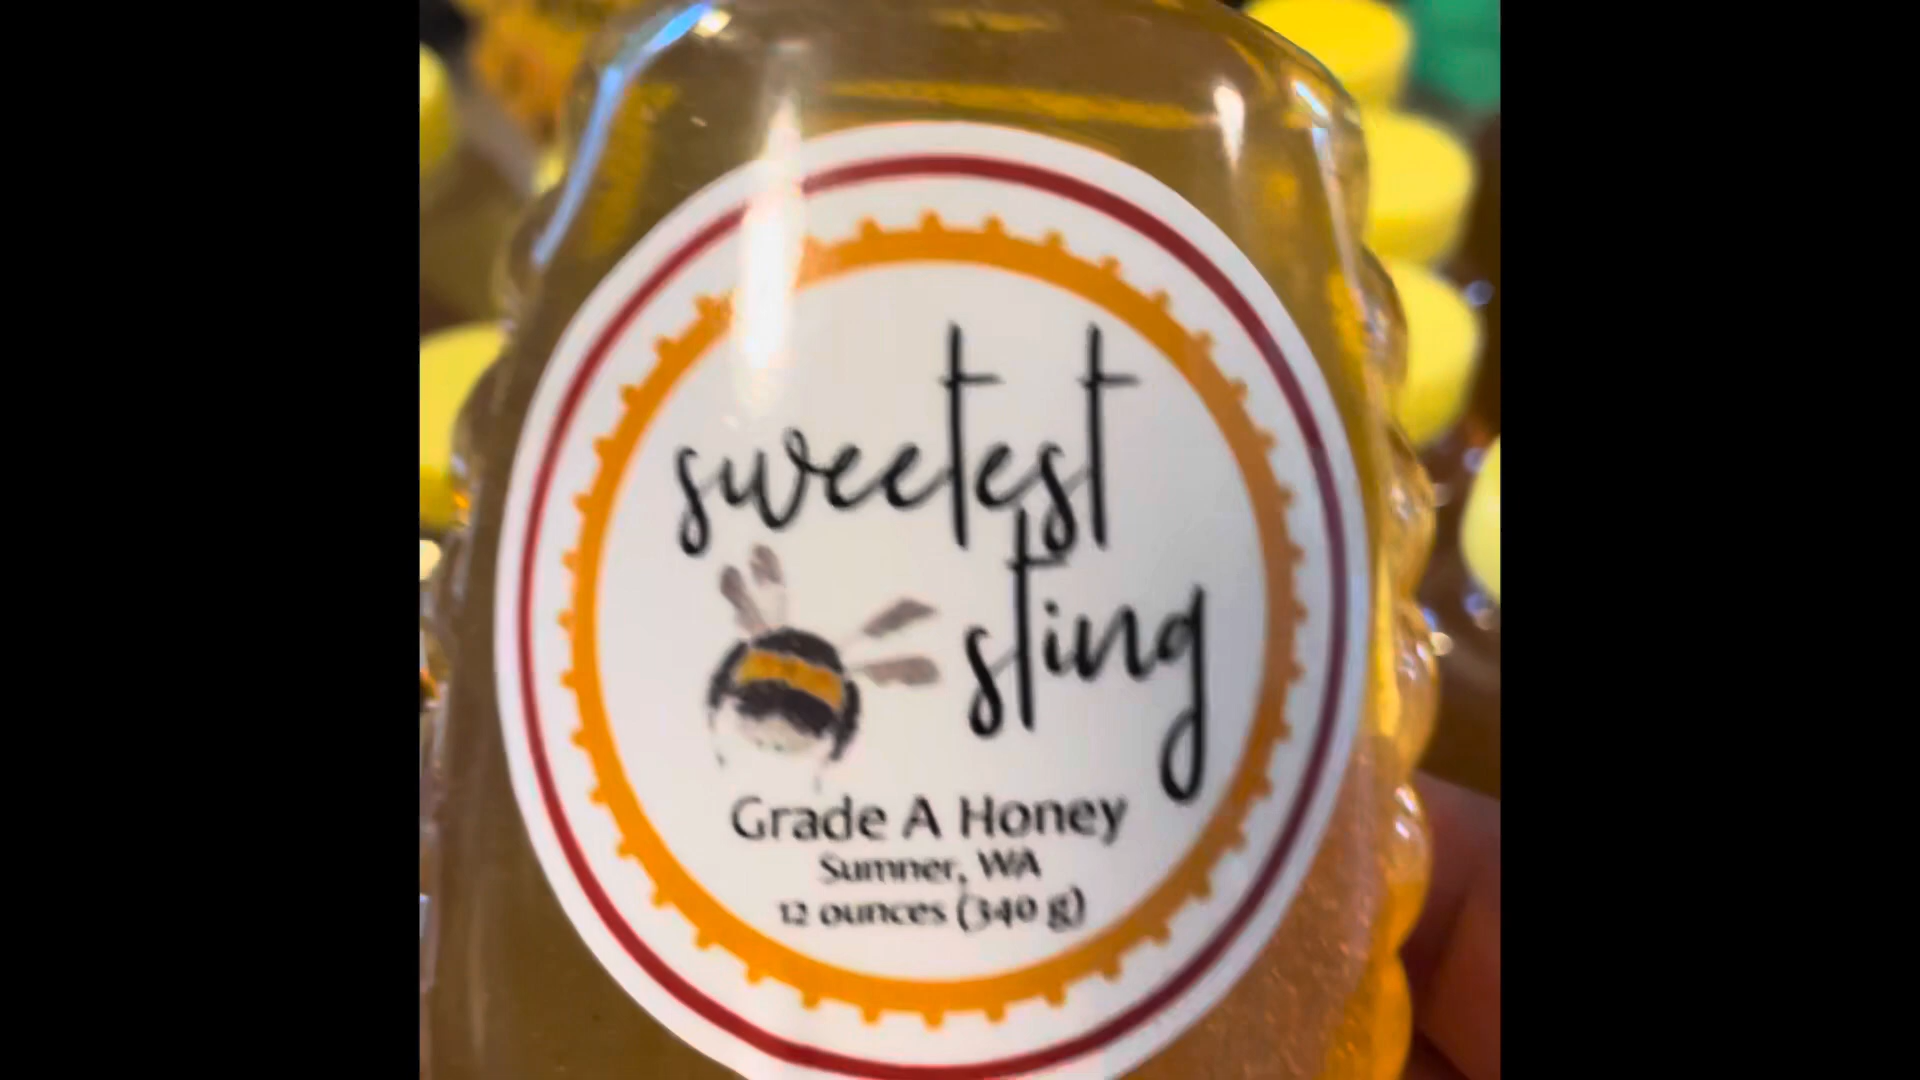 sweetest
sting
Grade A Honey
Sumner, WA
12 ounces (340 g)